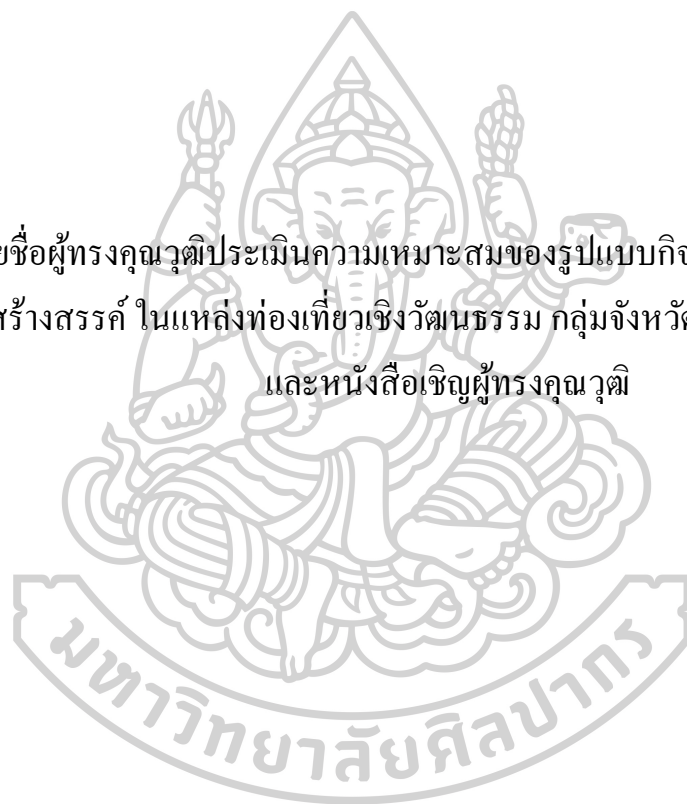 ยชื่อผู้ทรงคุณวุฒิประเมินความเหมาะสมของรูปแบบกิจ
สร้างสรรค์ ในแหล่งท่องเที่ยวเชิงวัฒนธรรม กลุ่มจังหวัด
และหนังสือเชิญผู้ทรงคุณวุฒิ
มหาวิทยาลัยศิลปากร